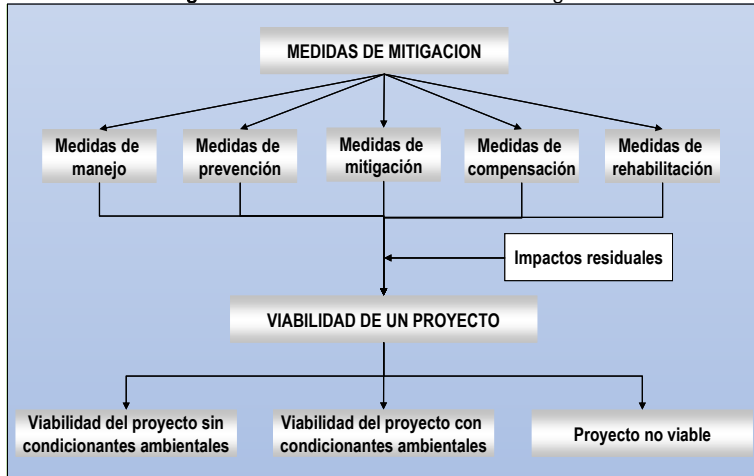 MEDIDAS DE MITIGACION
Medidas de
manejo
Medidas de
prevención
Medidas de
mitigación
Medidas de
compensación
Medidas de
rehabilitación
Impactos residuales
VIABILIDAD DE UN PROYECTO
Viabilidad del proyecto sin
condicionantes ambientales
Viabilidad del proyecto con
condicionantes ambientales
Proyecto no viable